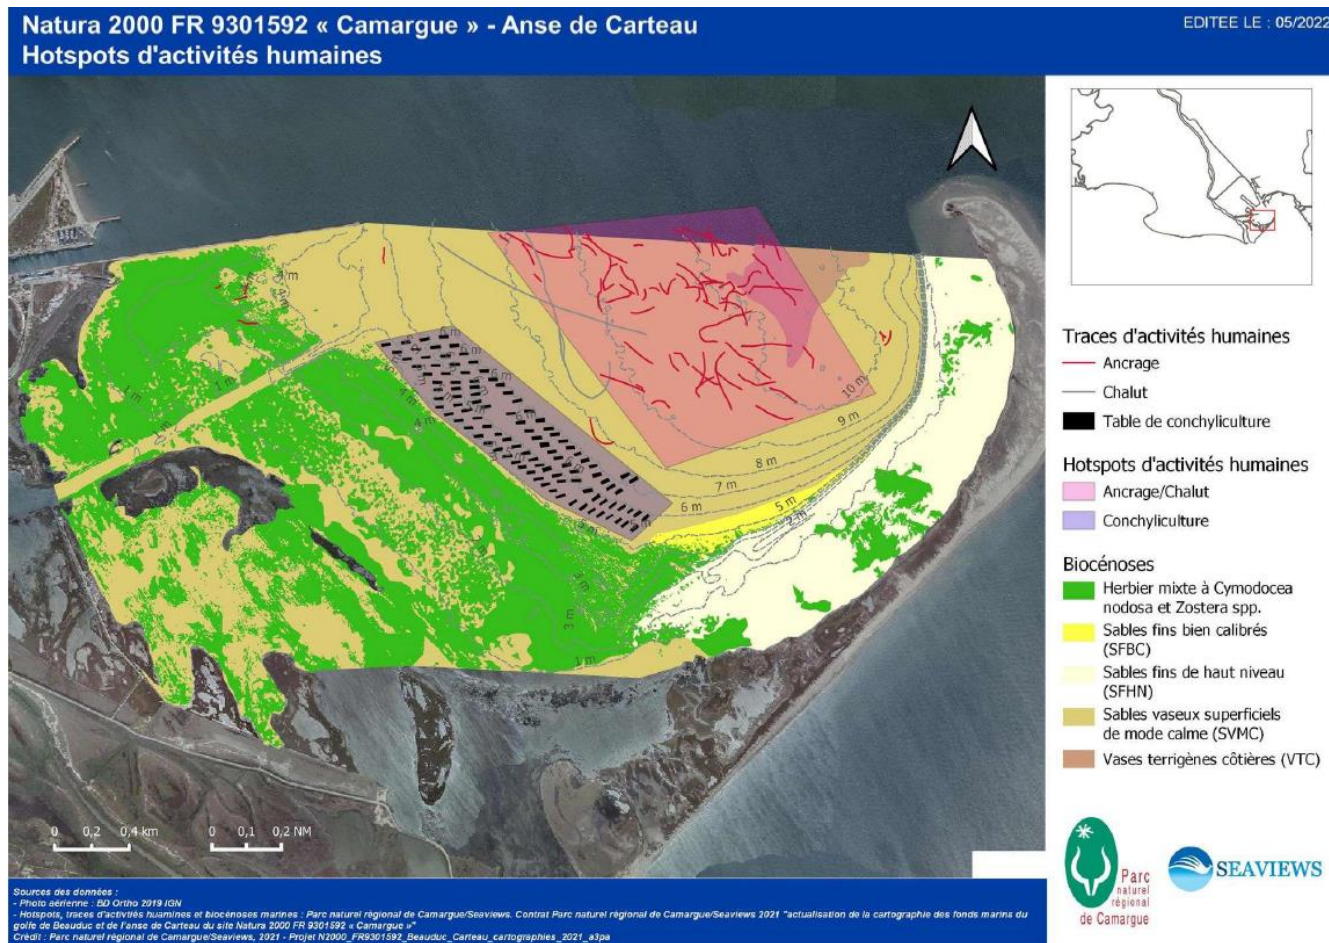 Natura 2000 FR 9301592 « Camargue » - Anse de Carteau
Hotspots d'activités humaines
EDITEE LE : 05/2022
Traces d'activités humaines
Ancrage
Chalut
Table de conchyliculture
Hotspots d'activités humaines
Ancrage/Chalut
Conchyliculture
Biocénoses
Herbier mixte à Cymodocea
nodosa et Zostera spp.
Sables fins bien calibrés
(SFBC)
Sables fins de haut niveau
(SFHN)
Sables vaseux superficiels
de mode calme (SVMC)
Vases terrigènes côtières (VTC)
1 m
1 m
4 m
4 m
6 m
10 m
9 m
8 m
7 m
6 m
5 m
2 m
3 m
1 m
0 0,2 0,4 km
0 0,1 0,2 NM
Parc
naturel
régional
de Camargue
SEAVIEWS
Sources des données :
- Photo aérienne : BD Ortho 2019 IGN
- Hotspots, traces d'activtiés huamines et biocénoses marines : Parc naturel régional de Camargue/Seaviews. Contrat Parc naturel régional de Camargue/Seaviews 2021 "actualisation de la cartographie des fonds marins du
golfe de Beauduc et de l'anse de Carteau du site Natura 2000 FR 9301592 « Camargue »"
Crédit : Parc naturel régional de Camargue/Seaviews, 2021 - Projet N2000_FR9301592_Beauduc_Carteau_cartographies_2021_a3pa